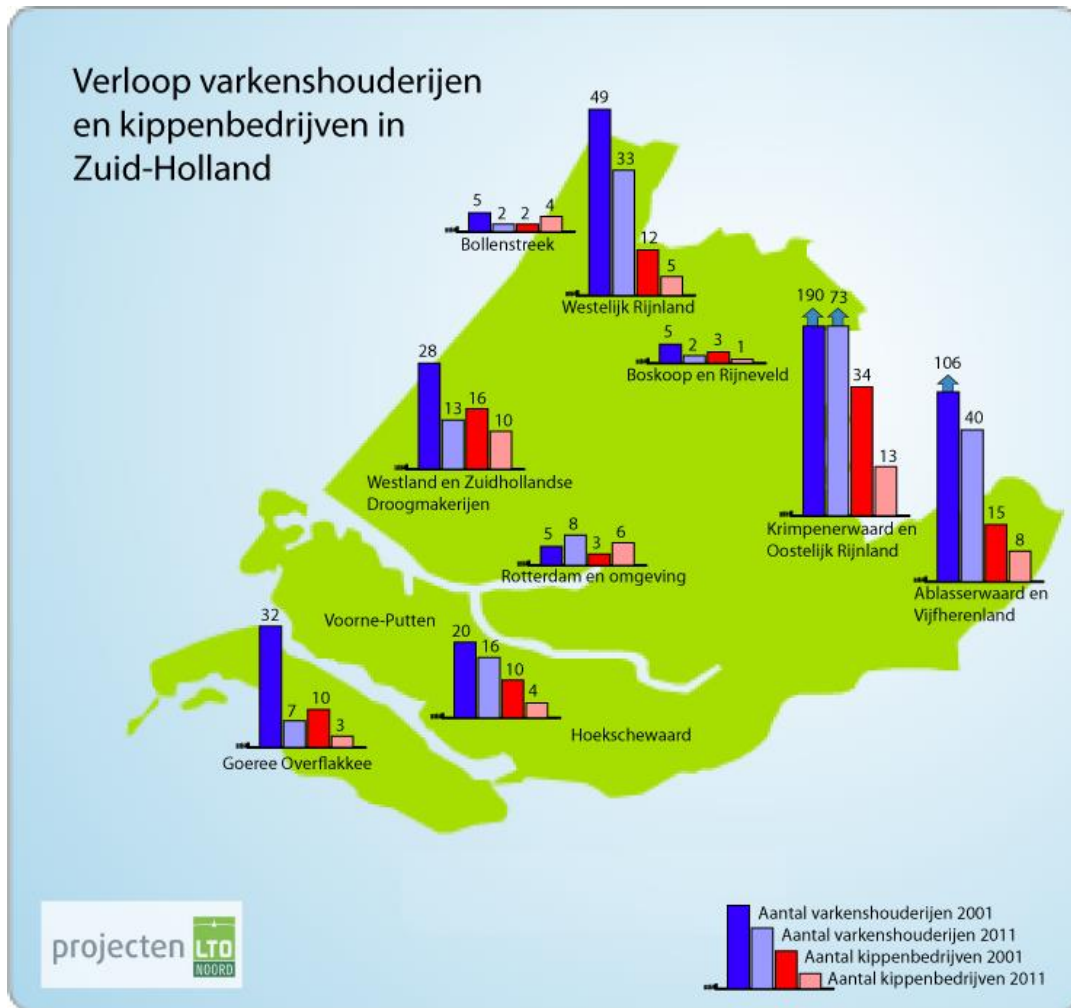 Verloop varkenshouderijen
en kippenbedrijven in
Zuid-Holland
49
33
12
5
Westelijk Rijnland
5
2
2
4
Bollenstreek
190
73
34
13
Krimpenerwaard en
Oostelijk Rijnland
5
2
3
1
Boskoop en Rijneveld
28
13
16
10
Westland en Zuidhollandse
Droogmakerijen
106
40
15
8
Ablasserwaard en
Vijfherenland
5
8
3
6
Rotterdam en omgeving
Voorne-Putten
20
16
10
4
Hoekschewaard
32
7
10
3
Goeree Overflakkee
projecten LTO
NOORD
Aantal varkenshouderijen 2001
Aantal varkenshouderijen 2011
Aantal kippenbedrijven 2001
Aantal kippenbedrijven 2011